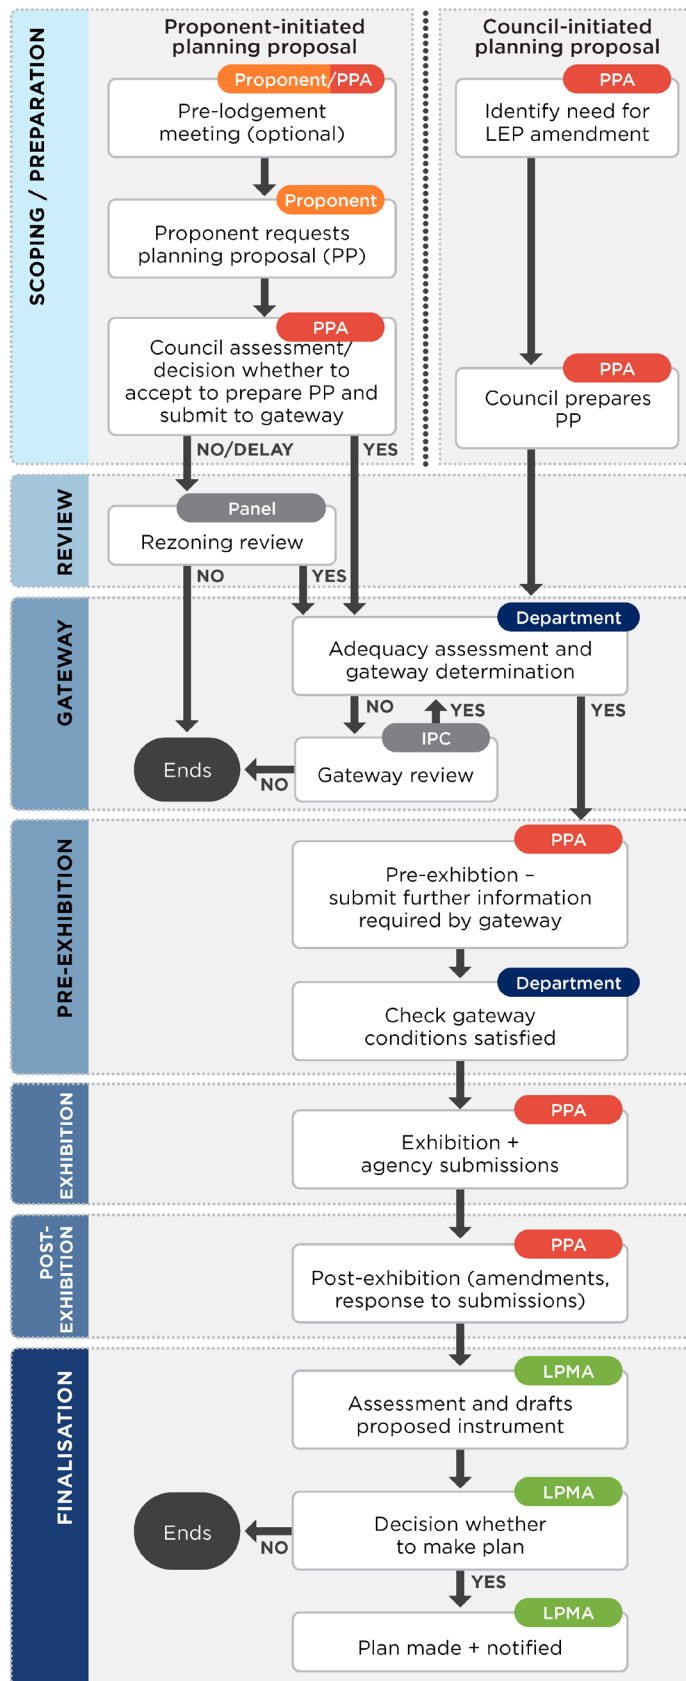 SCOPING / PREPARATION
Proponent-initiated
planning proposal
Proponent/PPA
Pre-lodgement
meeting (optional)
Proponent
Proponent requests
planning proposal (PP)
PPA
Council assessment/
decision whether to
accept to prepare PP and
submit to gateway
NO/DELAY
YES
Council-initiated
planning proposal
PPA
Identify need for
LEP amendment
PPA
Council prepares
PP
REVIEW
Panel
Rezoning review
NO
YES
GATEWAY
Department
Adequacy assessment and
gateway determination
NO
YES
YES
IPC
Gateway review
NO
Ends
PRE-EXHIBITION
PPA
Pre-exhibtion –
submit further information
required by gateway
Department
Check gateway
conditions satisfied
EXHIBITION
PPA
Exhibition +
agency submissions
POST-
EXHIBITION
PPA
Post-exhibition (amendments,
response to submissions)
FINALISATION
LPMA
Assessment and drafts
proposed instrument
LPMA
Decision whether
to make plan
NO
Ends
YES
LPMA
Plan made + notified